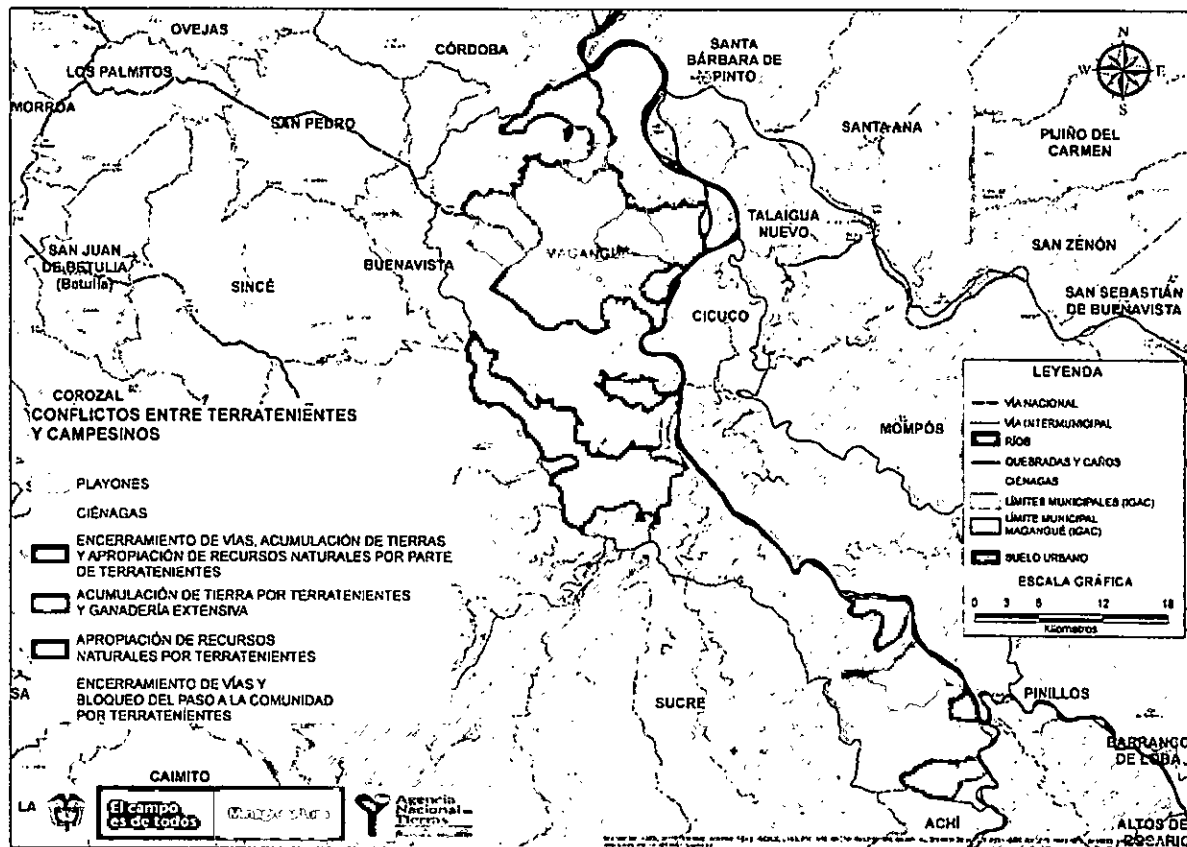 OVEJAS
CÓRDOBA
SANTA
BÁRBARA DE
PINTO
N
W
E
S
LOS PALMITOS
MORROA
SAN PEDRO
SANTA ANA
PIJIÑO DEL
CARMEN
TALAIGUA
NUEVO
SAN ZENÓN
SAN JUAN
DE BETULIA
(Betulia)
SINCÉ
BUENAVISTA
MAGANGUÉ
CICUCO
SAN SEBASTIÁN
DE BUENAVISTA
COROZAL
CONFLICTOS ENTRE TERRATENIENTES
Y CAMPESINOS
PLAYONES
CIÉNAGAS
ENCERRAMIENTO DE VÍAS, ACUMULACIÓN DE TIERRAS
Y APROPIACIÓN DE RECURSOS NATURALES POR PARTE
DE TERRATENIENTES
ACUMULACIÓN DE TIERRA POR TERRATENIENTES
Y GANADERÍA EXTENSIVA
APROPIACIÓN DE RECURSOS
NATURALES POR TERRATENIENTES
ENCERRAMIENTO DE VÍAS Y
BLOQUEO DEL PASO A LA COMUNIDAD
POR TERRATENIENTES
MOMPÓS
LEYENDA
VÍA NACIONAL
VÍA INTERMUNICIPAL
RÍOS
QUEBRADAS Y CAÑOS
CIÉNAGAS
LÍMITES MUNICIPALES (IGAC)
LÍMITE MUNICIPAL
MAGANGUÉ (IGAC)
SUELO URBANO
ESCALA GRÁFICA
0 3 6 12 18
Kilometros
SA
SUCRE
PINILLOS
BARRANCO
DE LOBA
CAIMITO
LA
El campo
es de todos
Minagricultura
Agencia
Nacional de
Tierras
ACHÍ
ALTOS DEL
ROSARIO